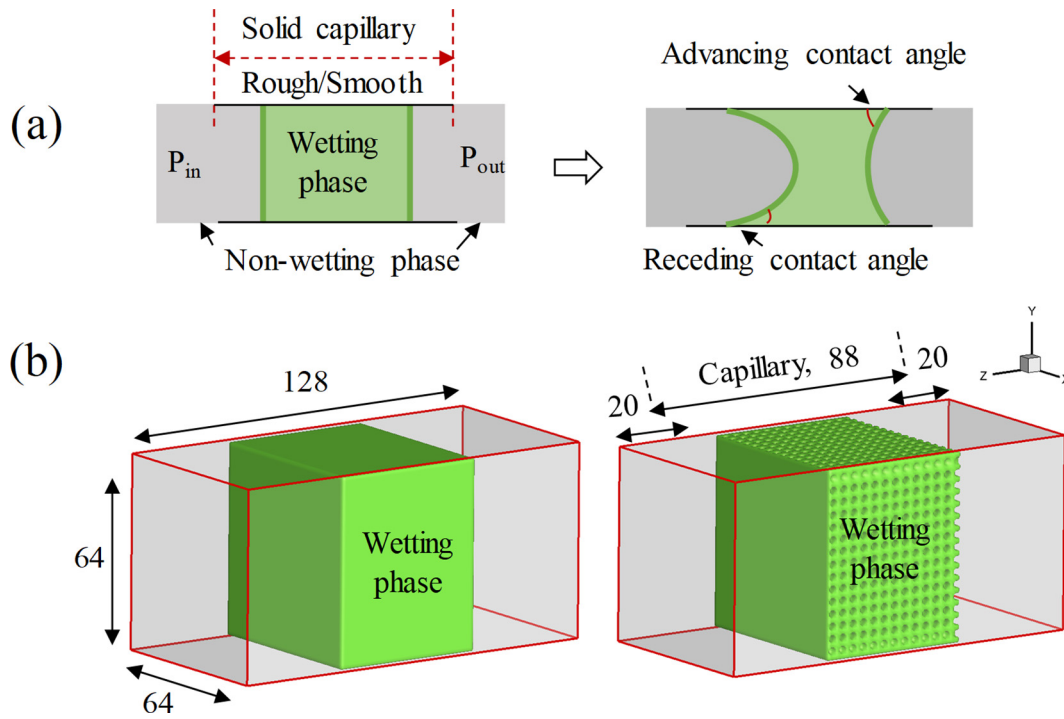 (a)
Solid capillary
Rough/Smooth
P_in
Wetting
phase
P_out
Non-wetting phase
Advancing contact angle
Receding contact angle
(b)
128
64
64
Wetting
phase
Capillary, 88
20
20
Wetting
phase
Y
Z